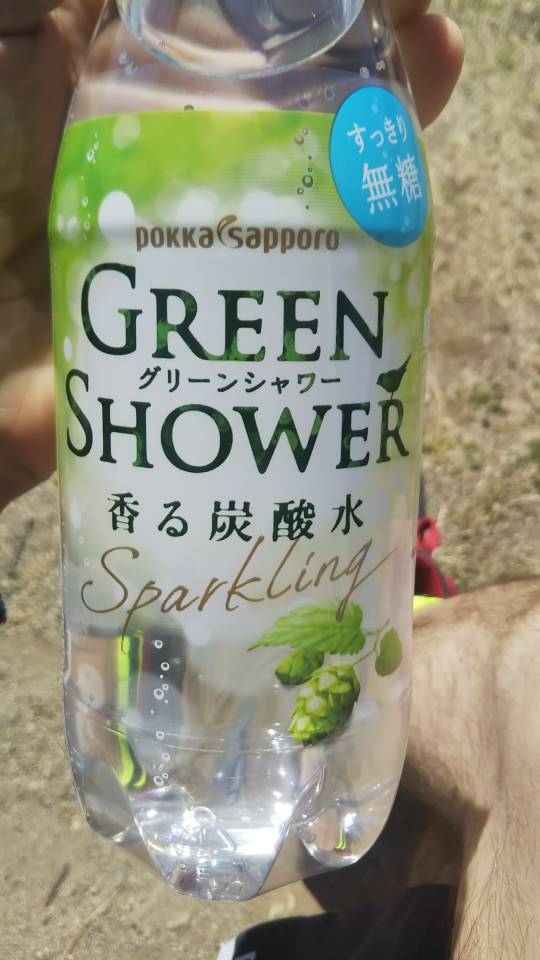 すっきり
無糖
pokka sapporo
GREEN
グリーンシャワー
SHOWER
香る炭酸水
Sparkling